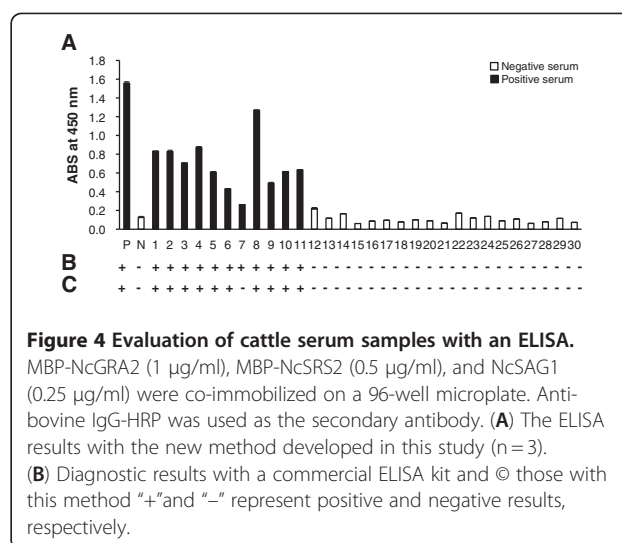 A
1.8
1.6
1.4
1.2
1.0
0.8
0.6
0.4
0.2
0.0
ABS at 450 nm
Negative serum
Positive serum
P N 1 2 3 4 5 6 7 8 9 10 11 12 13 14 15 16 17 18 19 20 21 22 23 24 25 26 27 28 29 30
B + - + + + + + + + + + + + - - - - - - - - - - - - - - - - - - -
C + - + + + + + + - + + + + - - - - - - - - - - - - - - - - - - -
Figure 4 Evaluation of cattle serum samples with an ELISA.
MBP-NcGRA2 (1 μg/ml), MBP-NcSRS2 (0.5 μg/ml), and NcSAG1
(0.25 μg/ml) were co-immobilized on a 96-well microplate. Anti-
bovine IgG-HRP was used as the secondary antibody. (A) The ELISA
results with the new method developed in this study (n = 3).
(B) Diagnostic results with a commercial ELISA kit and © those with
this method “+”and “–” represent positive and negative results,
respectively.